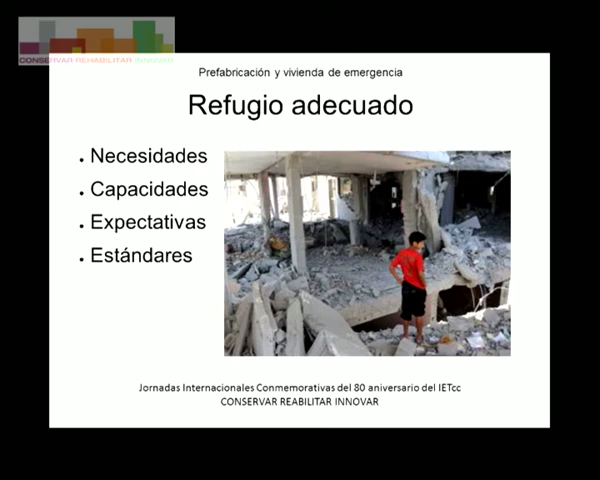 CONSERVAR REHABILITAR INNOVAR
Prefabricación y vivienda de emergencia
Refugio adecuado
Necesidades
Capacidades
Expectativas
Estándares
Jornadas Internacionales Conmemorativas del 80 aniversario del IETcc
CONSERVAR REABILITAR INNOVAR